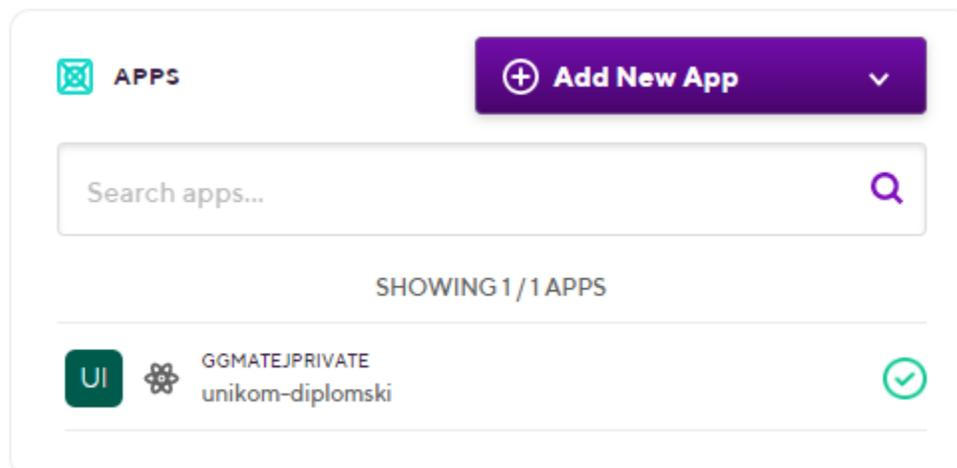 APPS
Add New App
Search apps...
SHOWING 1 / 1 APPS
UI
GGMATEJPRIVATE
unikom-diplomski